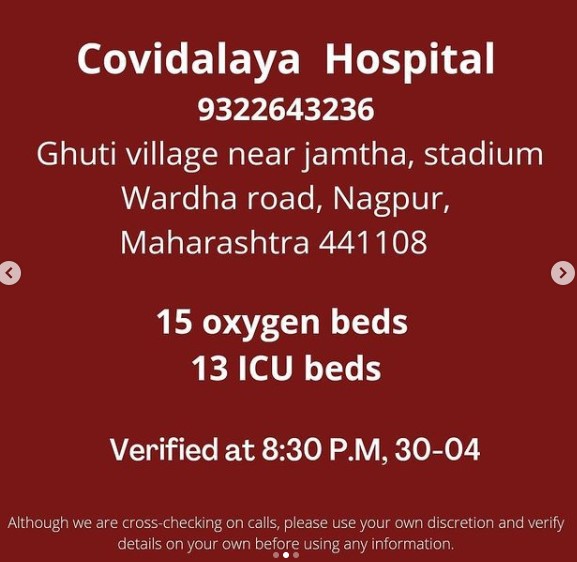 Covidalaya Hospital
9322643236
Ghuti village near jamtha, stadium
Wardha road, Nagpur,
Maharashtra 441108
15 oxygen beds
13 ICU beds
Verified at 8:30 P.M, 30-04
Although we are cross-checking on calls, please use your own discretion and verify
details on your own before using any information.